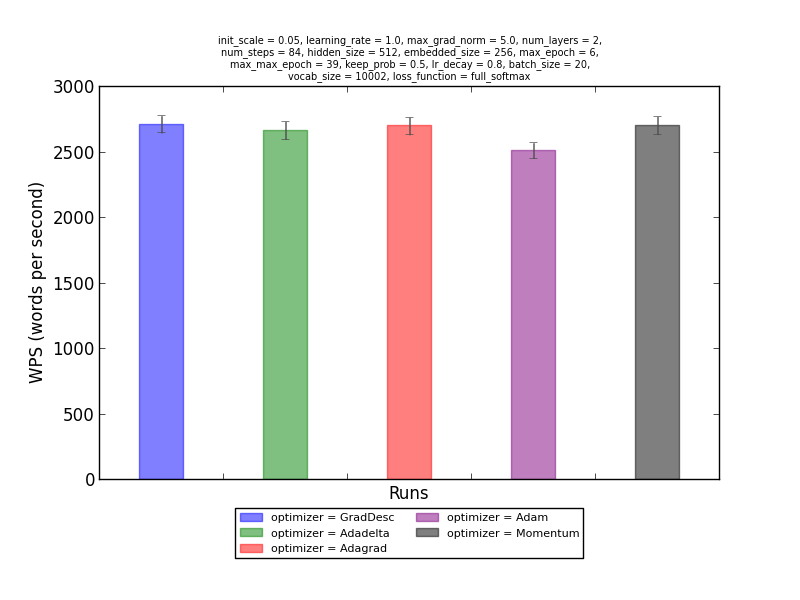 init_scale = 0.05, learning_rate = 1.0, max_grad_norm = 5.0, num_layers = 2,
num_steps = 84, hidden_size = 512, embedded_size = 256, max_epoch = 6,
max_max_epoch = 39, keep_prob = 0.5, lr_decay = 0.8, batch_size = 20,
vocab_size = 10002, loss_function = full_softmax
3000
2500
2000
1500
1000
500
0
WPS (words per second)
Runs
optimizer = GradDesc
optimizer = Adadelta
optimizer = Adagrad
optimizer = Adam
optimizer = Momentum